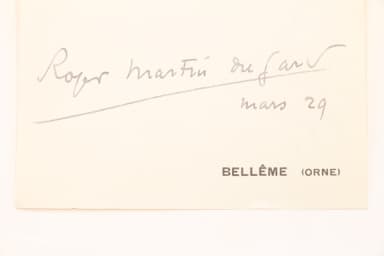 Roger Martin du Gard
mars 29
BELLÊME (ORNE)